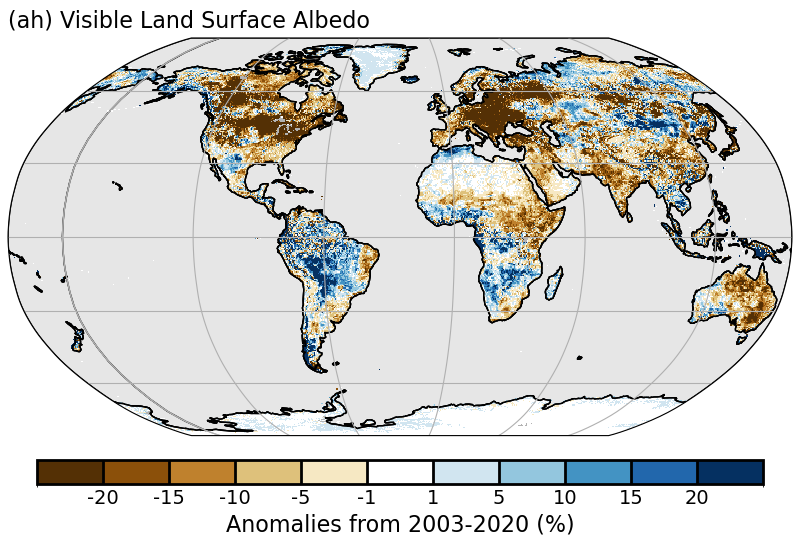 (ah) Visible Land Surface Albedo
-20 -15 -10 -5 -1 1 5 10 15 20
Anomalies from 2003-2020 (%)